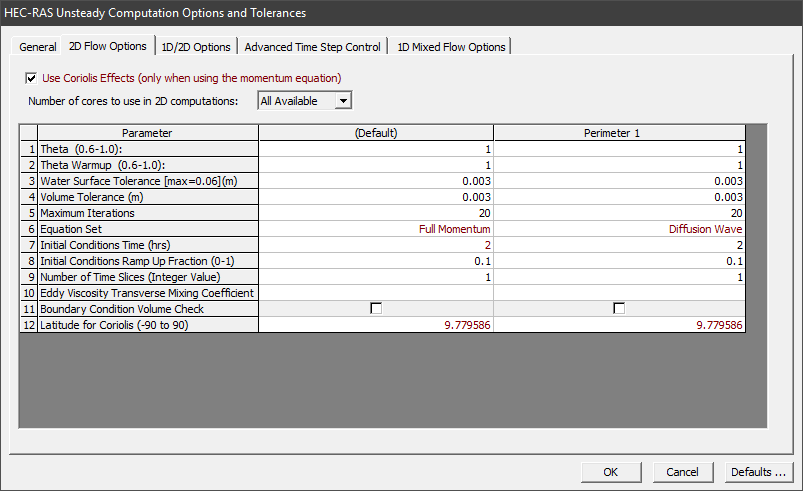 HEC-RAS Unsteady Computation Options and Tolerances
General 2D Flow Options 1D/2D Options Advanced Time Step Control 1D Mixed Flow Options
Use Coriolis Effects (only when using the momentum equation)
Number of cores to use in 2D computations: All Available
Parameter (Default) Perimeter 1
1 Theta (0.6-1.0): 1 1
2 Theta Warmup (0.6-1.0): 1 1
3 Water Surface Tolerance [max=0.06](m) 0.003 0.003
4 Volume Tolerance (m) 0.003 0.003
5 Maximum Iterations 20 20
6 Equation Set Full Momentum Diffusion Wave
7 Initial Conditions Time (hrs) 2 2
8 Initial Conditions Ramp Up Fraction (0-1) 0.1 0.1
9 Number of Time Slices (Integer Value) 1 1
10 Eddy Viscosity Transverse Mixing Coefficient
11 Boundary Condition Volume Check
12 Latitude for Coriolis (-90 to 90) 9.779586 9.779586
OK Cancel Defaults ...